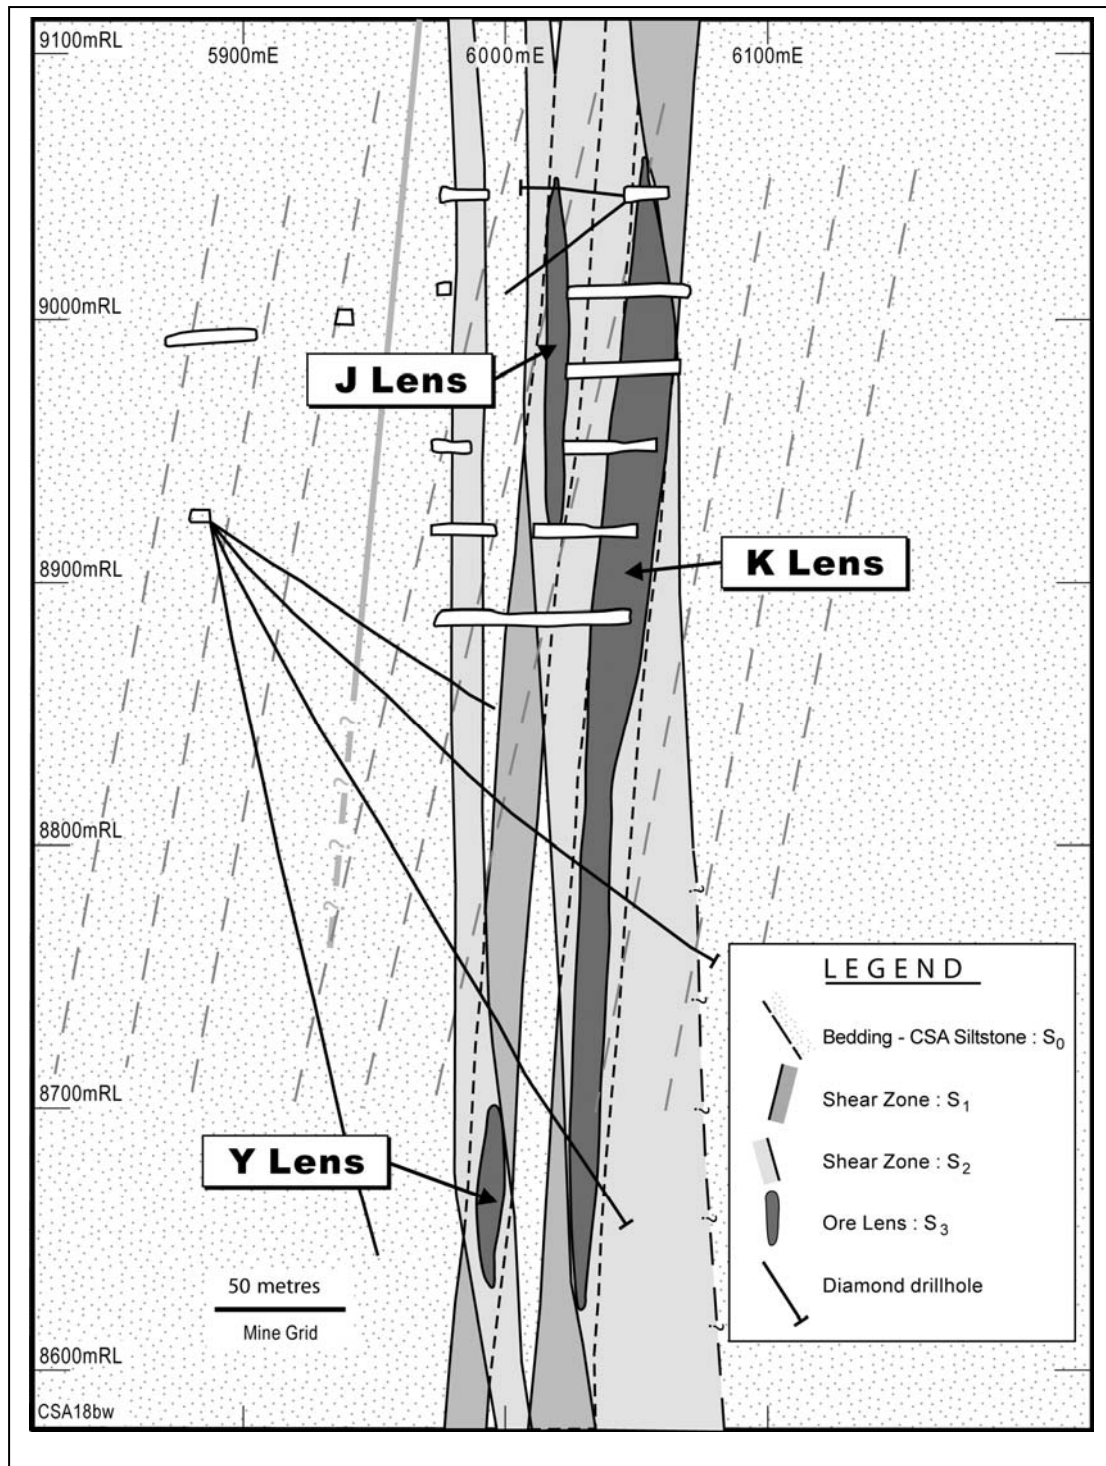 9100mRL
5900mE
6000mE
6100mE
9000mRL
J Lens
K Lens
8900mRL
?
?
?
8800mRL
?
?
?
?
?
LEGEND
Bedding - CSA Siltstone : S0
Shear Zone : S1
Shear Zone : S2
Ore Lens : S3
Diamond drillhole
8700mRL
Y Lens
50 metres
Mine Grid
8600mRL
CSA18bw